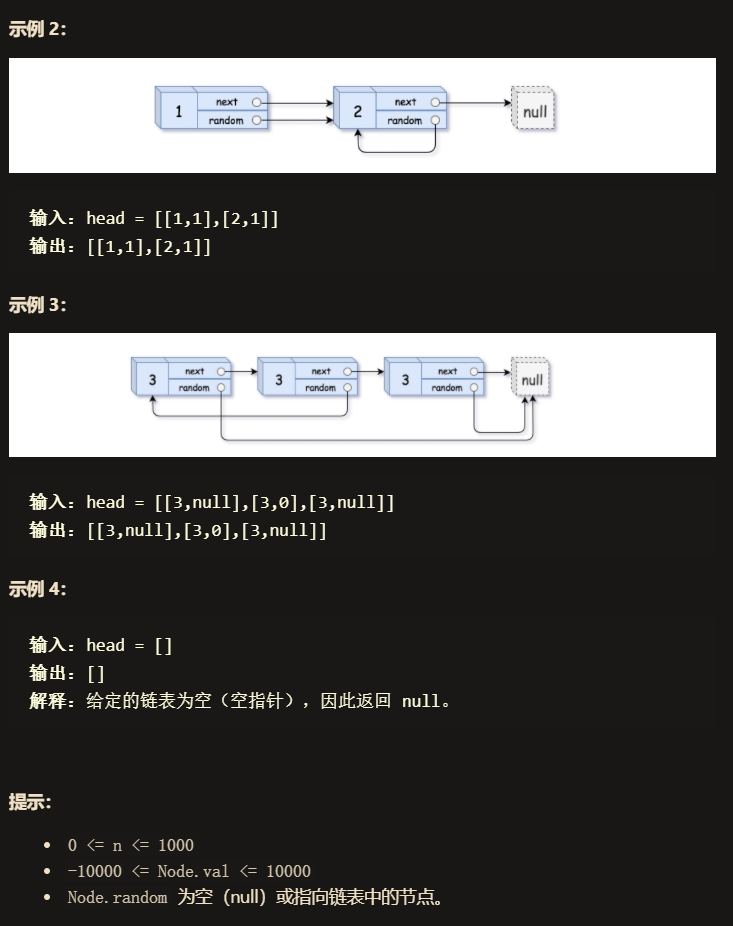 示例 2：
1 next random 2 next random null
输入：head = [[1,1],[2,1]]
输出：[[1,1],[2,1]]
示例 3：
3 next random 3 next random 3 next random null
输入：head = [[3,null],[3,0],[3,null]]
输出：[[3,null],[3,0],[3,null]]
示例 4：
输入：head = []
输出：[]
解释：给定的链表为空（空指针），因此返回 null。
提示：
• 0 <= n <= 1000
• -10000 <= Node.val <= 10000
• Node.random 为空（null）或指向链表中的节点。